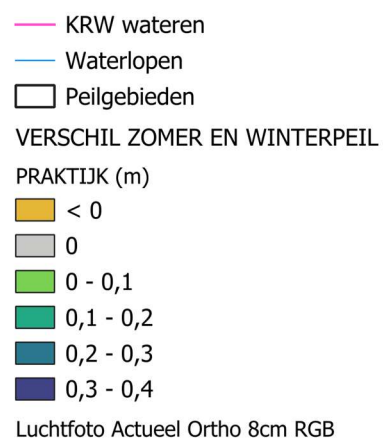 KRW wateren
Waterlopen
Peilgebieden
VERSCHIL ZOMER EN WINTERPEIL
PRAKTIJK (m)
< 0
0
0 - 0,1
0,1 - 0,2
0,2 - 0,3
0,3 - 0,4
Luchtfoto Actueel Ortho 8cm RGB